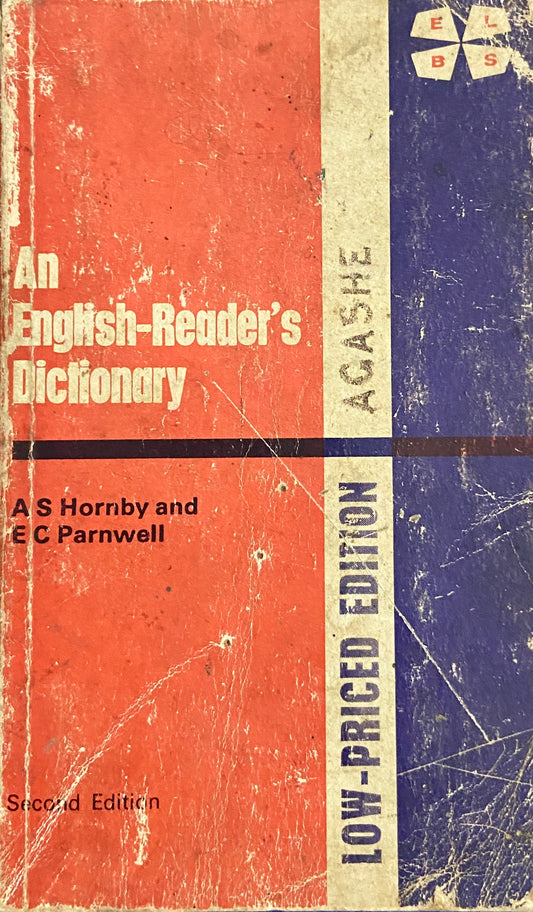 E L
B S
An
English-Reader's
Dictionary
AGASHE
A S Hornby and
E C Parnwell
LOW-PRICED EDITION
Second Edition